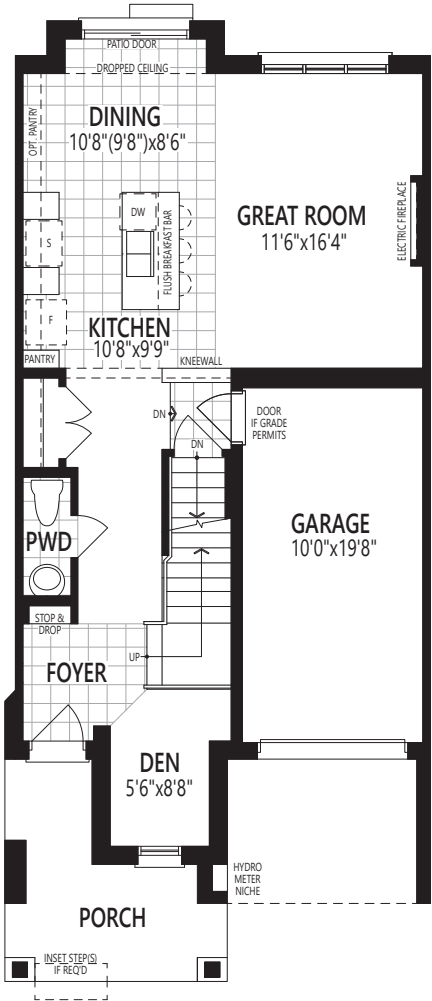 PATIO DOOR
DROPPED CEILING
OPT. PANTRY
DINING
10'8"(9'8")x8'6"
DW
FLUSH BREAKFAST BAR
S
GREAT ROOM
11'6"x16'4"
ELECTRIC FIREPLACE
F
KITCHEN
10'8"x9'9"
PANTRY
KNEEWALL
DN
DN
DOOR
IF GRADE
PERMITS
GARAGE
10'0"x19'8"
PWD
STOP &
DROP
UP
FOYER
DEN
5'6"x8'8"
HYDRO
METER
NICHE
PORCH
INSET STEP(S)
IF REQ'D